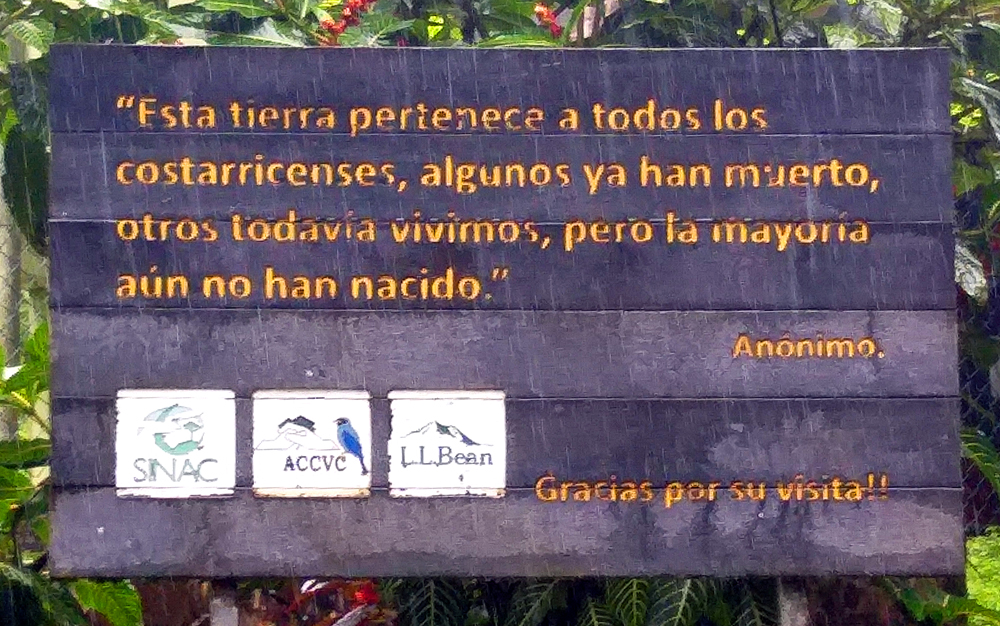 “Esta tierra pertenece a todos los
costarricenses, algunos ya han muerto,
otros todavía vivimos, pero la mayoría
aún no han nacido.”
Anónimo.
SINAC
ACCVC
L.L.Bean
Gracias por su visita!!